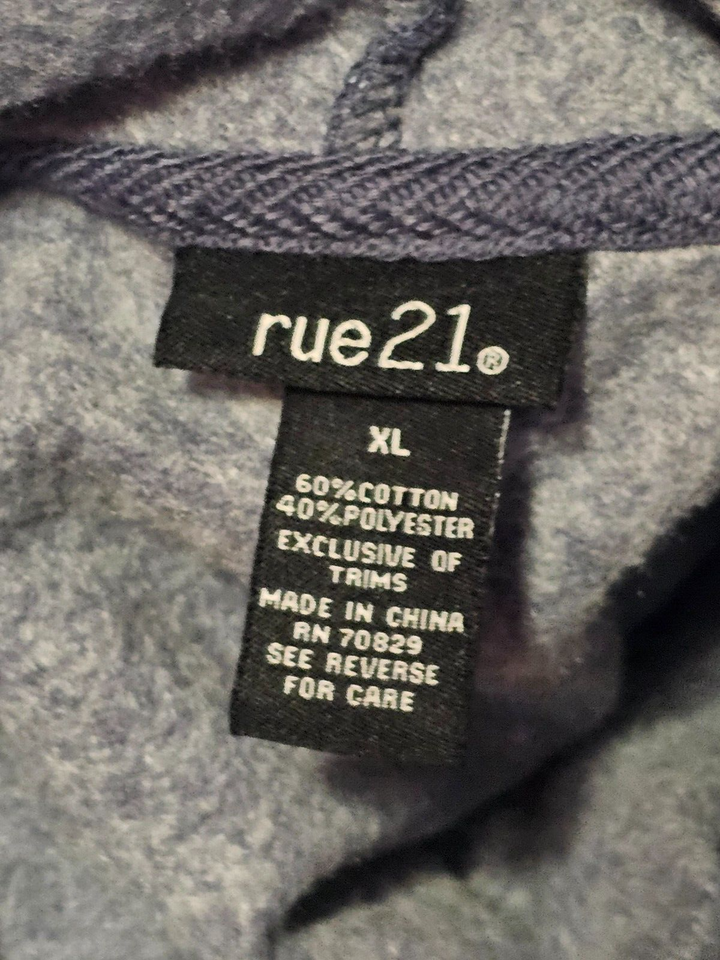 rue21®
XL
60%COTTON
40%POLYESTER
EXCLUSIVE OF
TRIMS
MADE IN CHINA
RN 70829
SEE REVERSE
FOR CARE